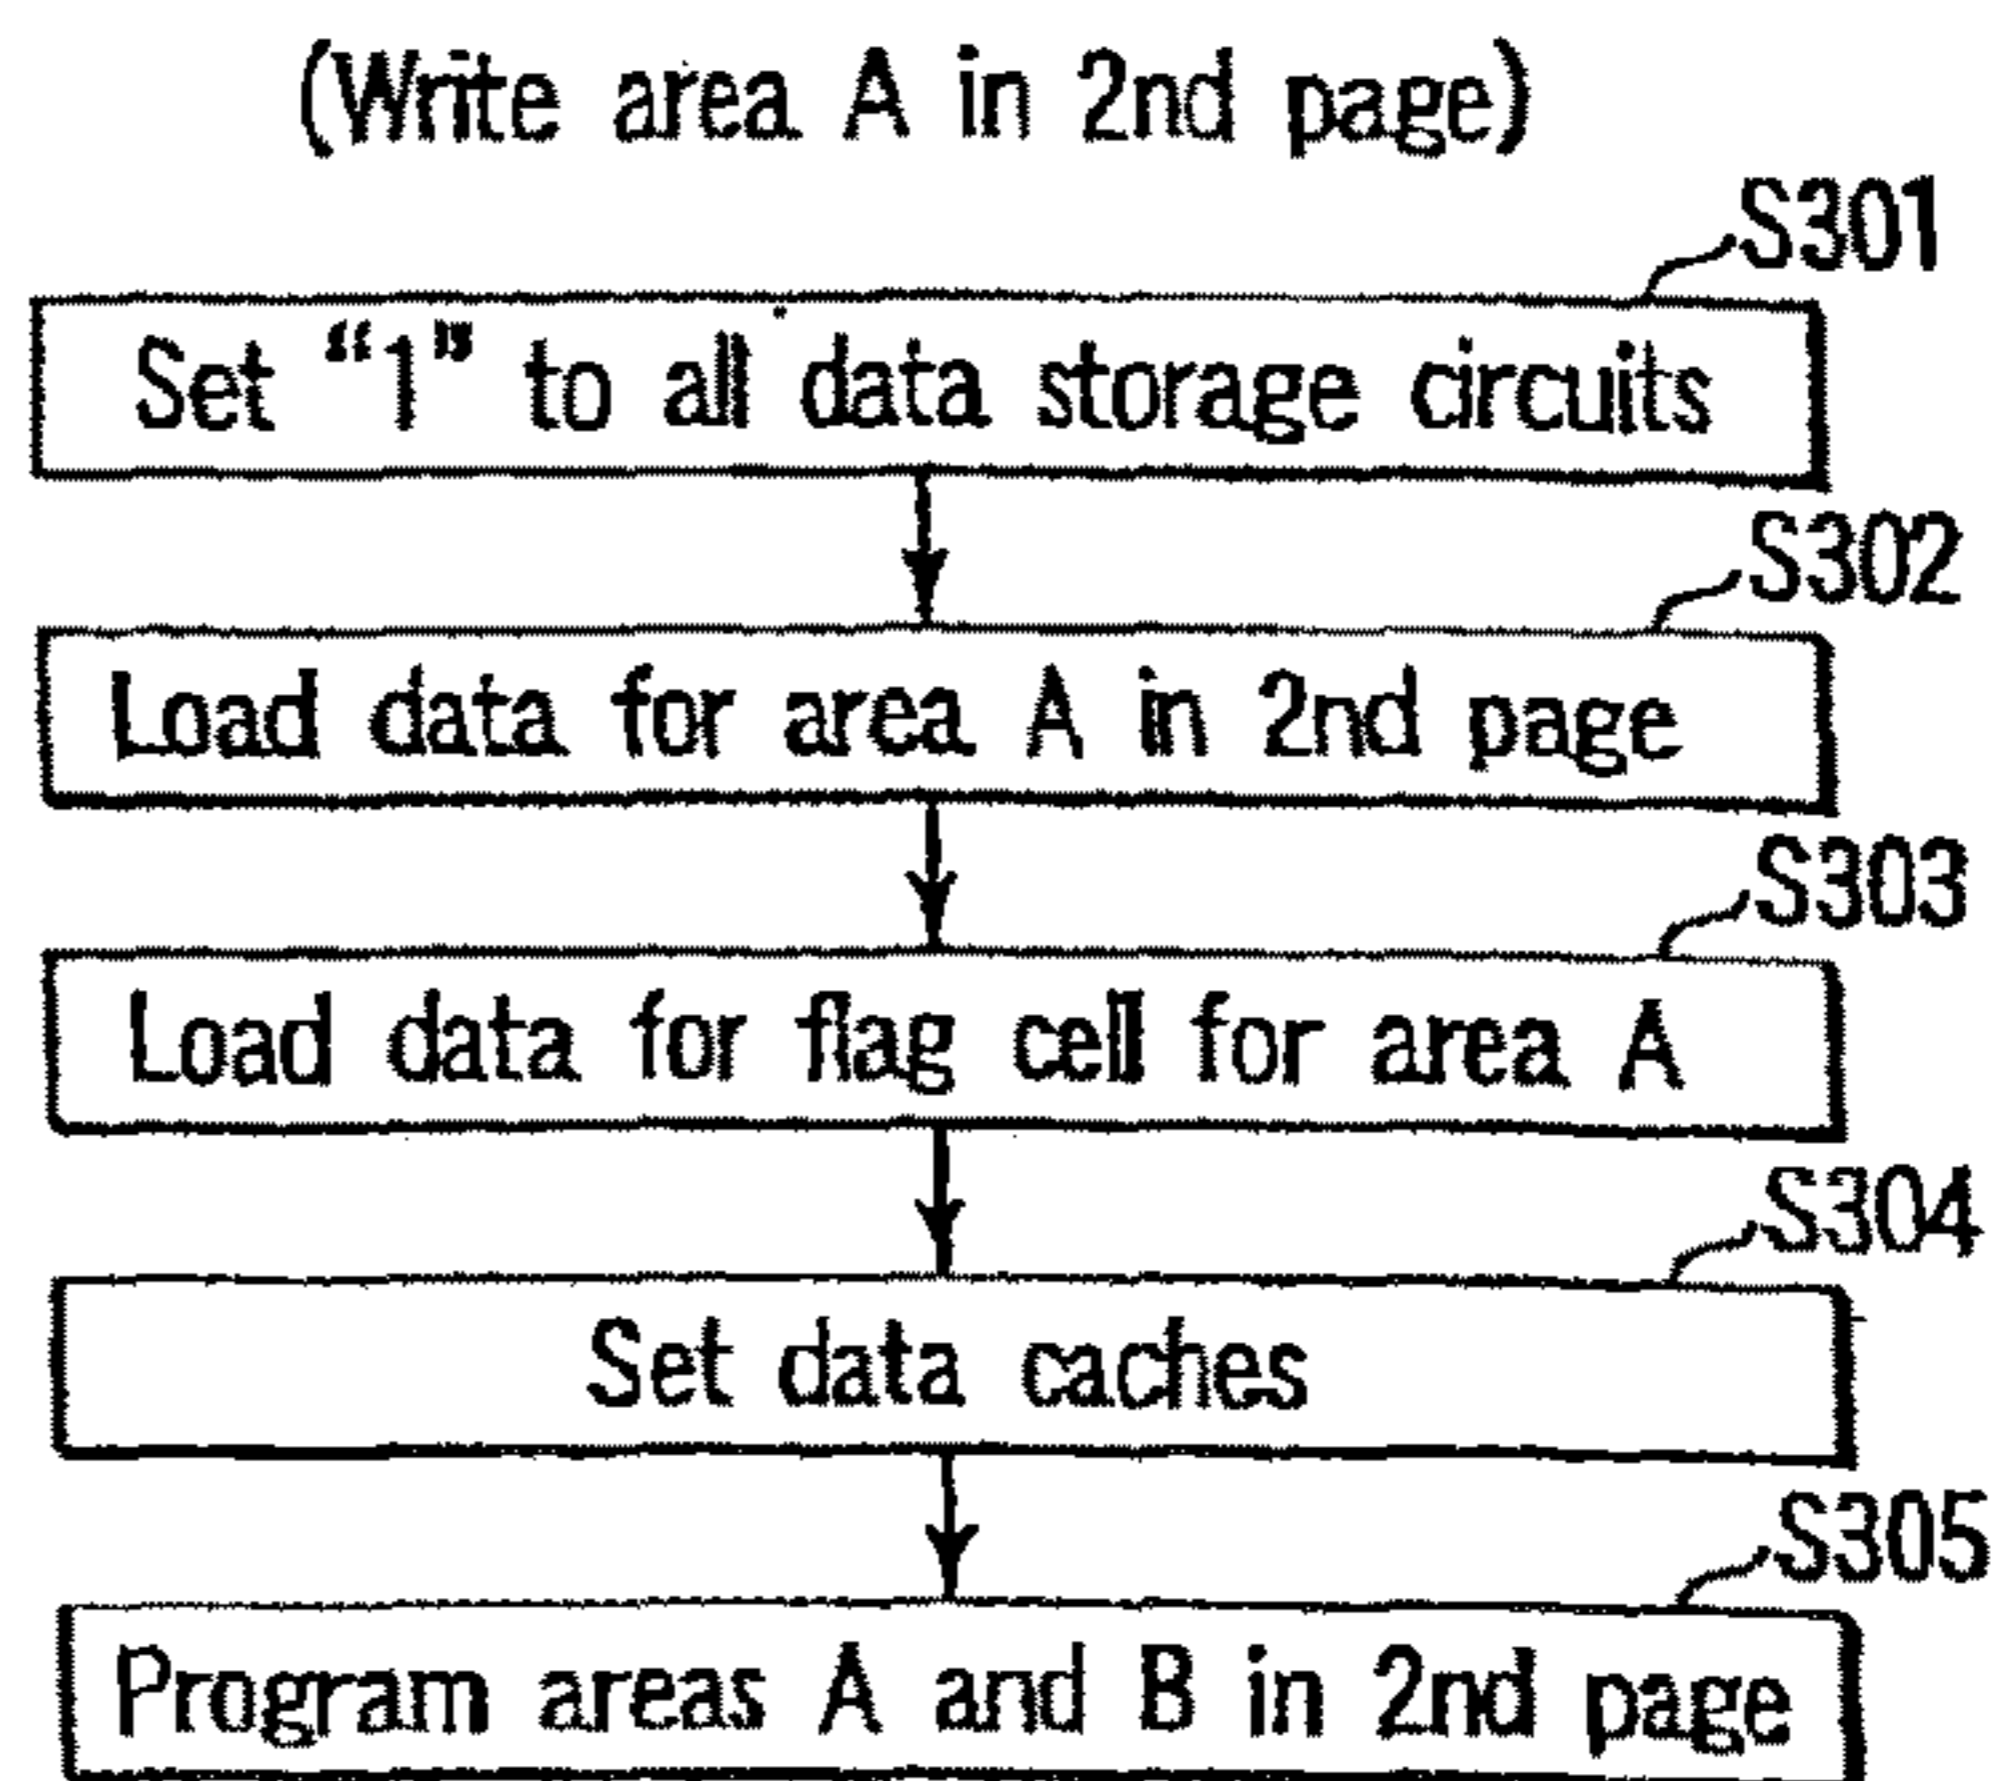 (Write area A in 2nd page)
S301
Set “1” to all data storage circuits
S302
Load data for area A in 2nd page
S303
Load data for flag cell for area A
S304
Set data caches
S305
Program areas A and B in 2nd page